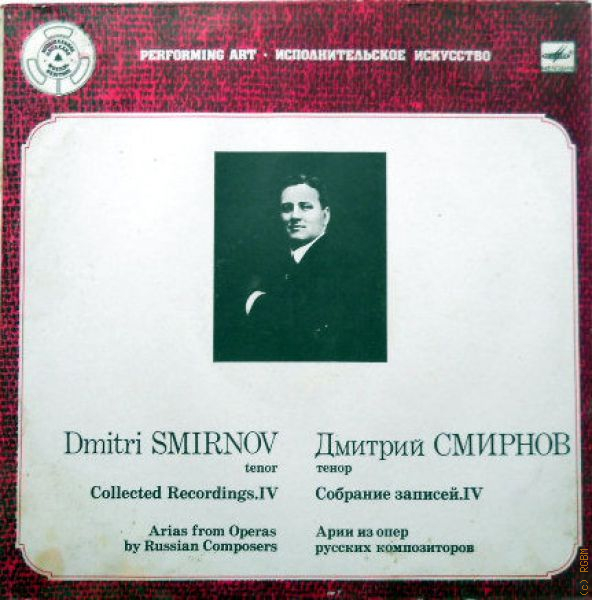 PERFORMING ART · ИСПОЛНИТЕЛЬСКОЕ ИСКУССТВО
Dmitri SMIRNOV
tenor
Collected Recordings.IV
Arias from Operas
by Russian Composers
Дмитрий СМИРНОВ
тенор
Собрание записей.IV
Арии из опер
русских композиторов
(c) RGBM